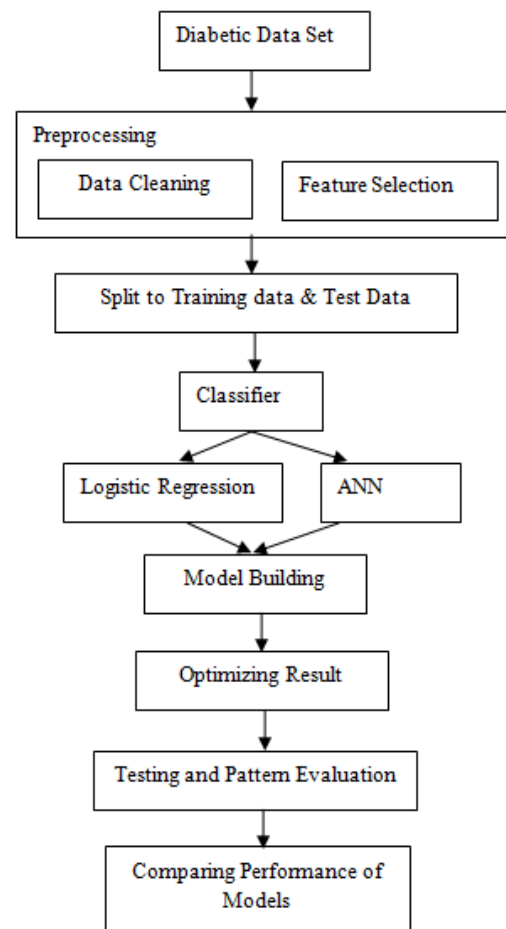 Diabetic Data Set
Preprocessing
Data Cleaning
Feature Selection
Split to Training data & Test Data
Classifier
Logistic Regression
ANN
Model Building
Optimizing Result
Testing and Pattern Evaluation
Comparing Performance of
Models